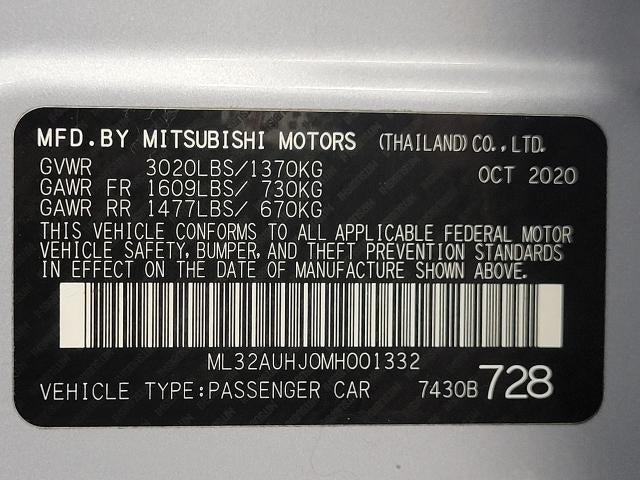 MFD.BY MITSUBISHI MOTORS (THAILAND)CO.,LTD.
GVWR 3020LBS/1370KG OCT 2020
GAWR FR 1609LBS/ 730KG
GAWR RR 1477LBS/ 670KG
THIS VEHICLE CONFORMS TO ALL APPLICABLE FEDERAL MOTOR
VEHICLE SAFETY, BUMPER, AND THEFT PREVENTION STANDARDS
IN EFFECT ON THE DATE OF MANUFACTURE SHOWN ABOVE.
ML32AUHJ0MH001332
VEHICLE TYPE:PASSENGER CAR 7430B 728